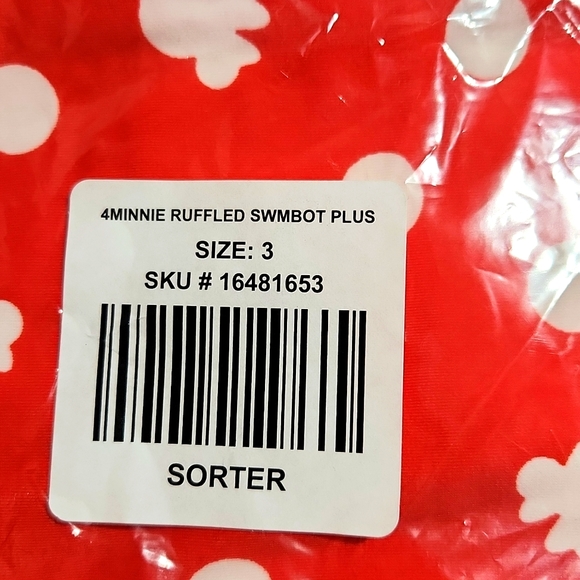 4MINNIE RUFFLED SWMBOT PLUS
SIZE: 3
SKU # 16481653
SORTER